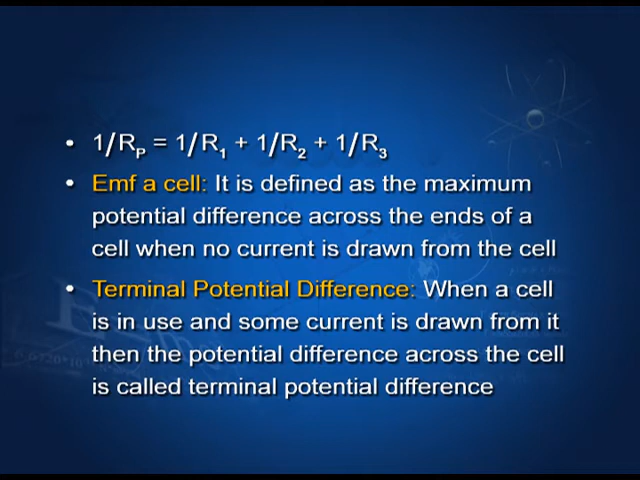 • 1/RP = 1/R1 + 1/R2 + 1/R3
• Emf a cell: It is defined as the maximum
potential difference across the ends of a
cell when no current is drawn from the cell
• Terminal Potential Difference: When a cell
is in use and some current is drawn from it
then the potential difference across the cell
is called terminal potential difference